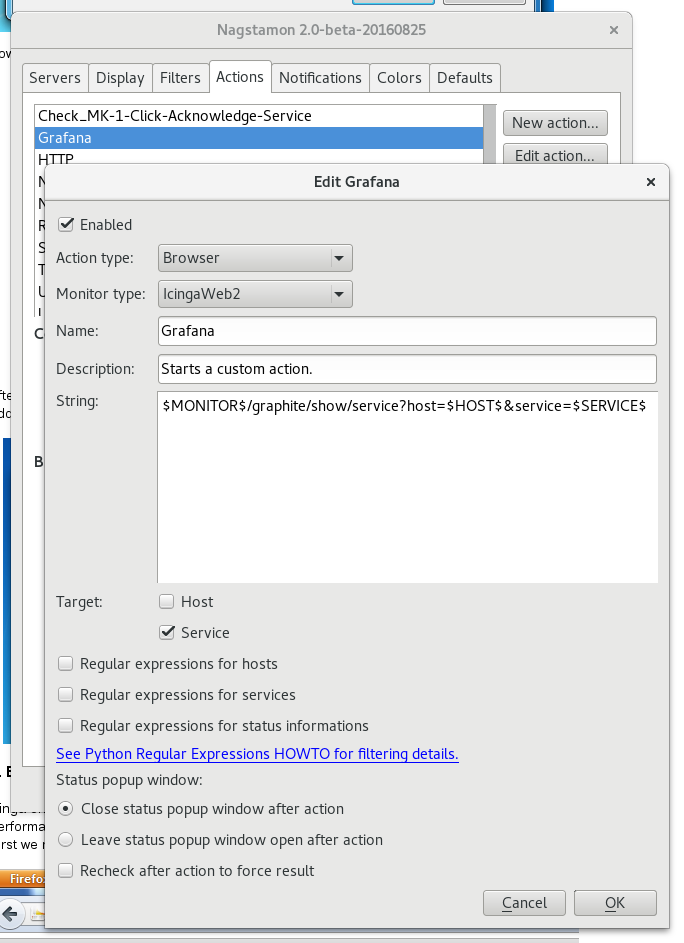 Nagstamon 2.0-beta-20160825
Servers Display Filters Actions Notifications Colors Defaults
Check_MK-1-Click-Acknowledge-Service
New action...
Grafana
HTTP
Edit action...
Edit Grafana
Enabled
Action type: Browser
Monitor type: IcingaWeb2
Name: Grafana
Description: Starts a custom action.
String: $MONITOR$/graphite/show/service?host=$HOST$&service=$SERVICE$
Target: Host
Service
Regular expressions for hosts
Regular expressions for services
Regular expressions for status informations
See Python Regular Expressions HOWTO for filtering details.
Status popup window:
Close status popup window after action
Leave status popup window open after action
Recheck after action to force result
Cancel OK